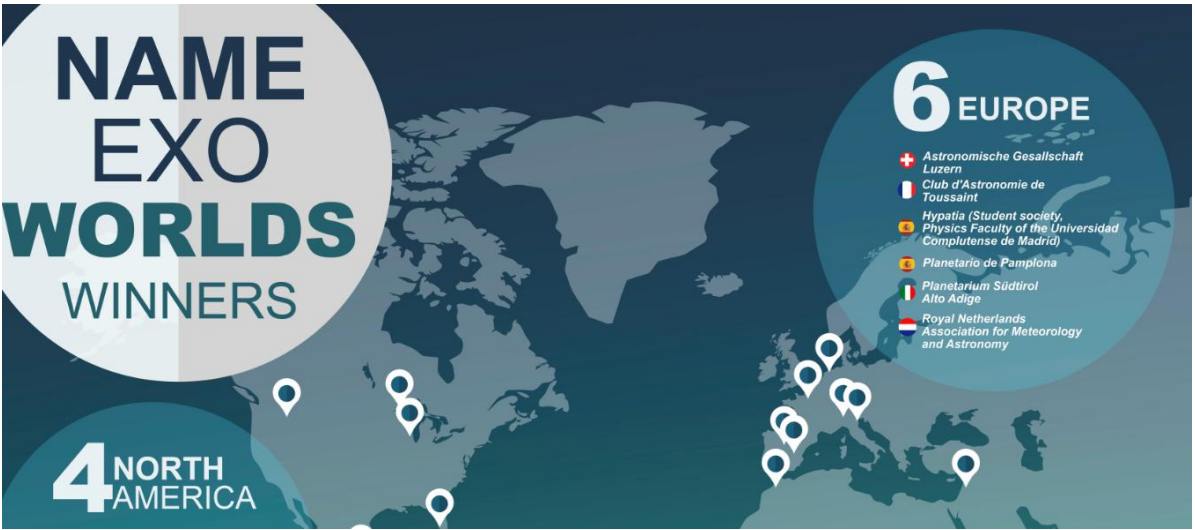 NAME
EXO
WORLDS
WINNERS
6 EUROPE
Astronomische Gesallschaft
Luzern
Club d'Astronomie de
Toussaint
Hypatia (Student society,
Physics Faculty of the Universidad
Complutense de Madrid)
Planetario de Pamplona
Planetarium Südtirol
Alto Adige
Royal Netherlands
Association for Meteorology
and Astronomy
4 NORTH
AMERICA